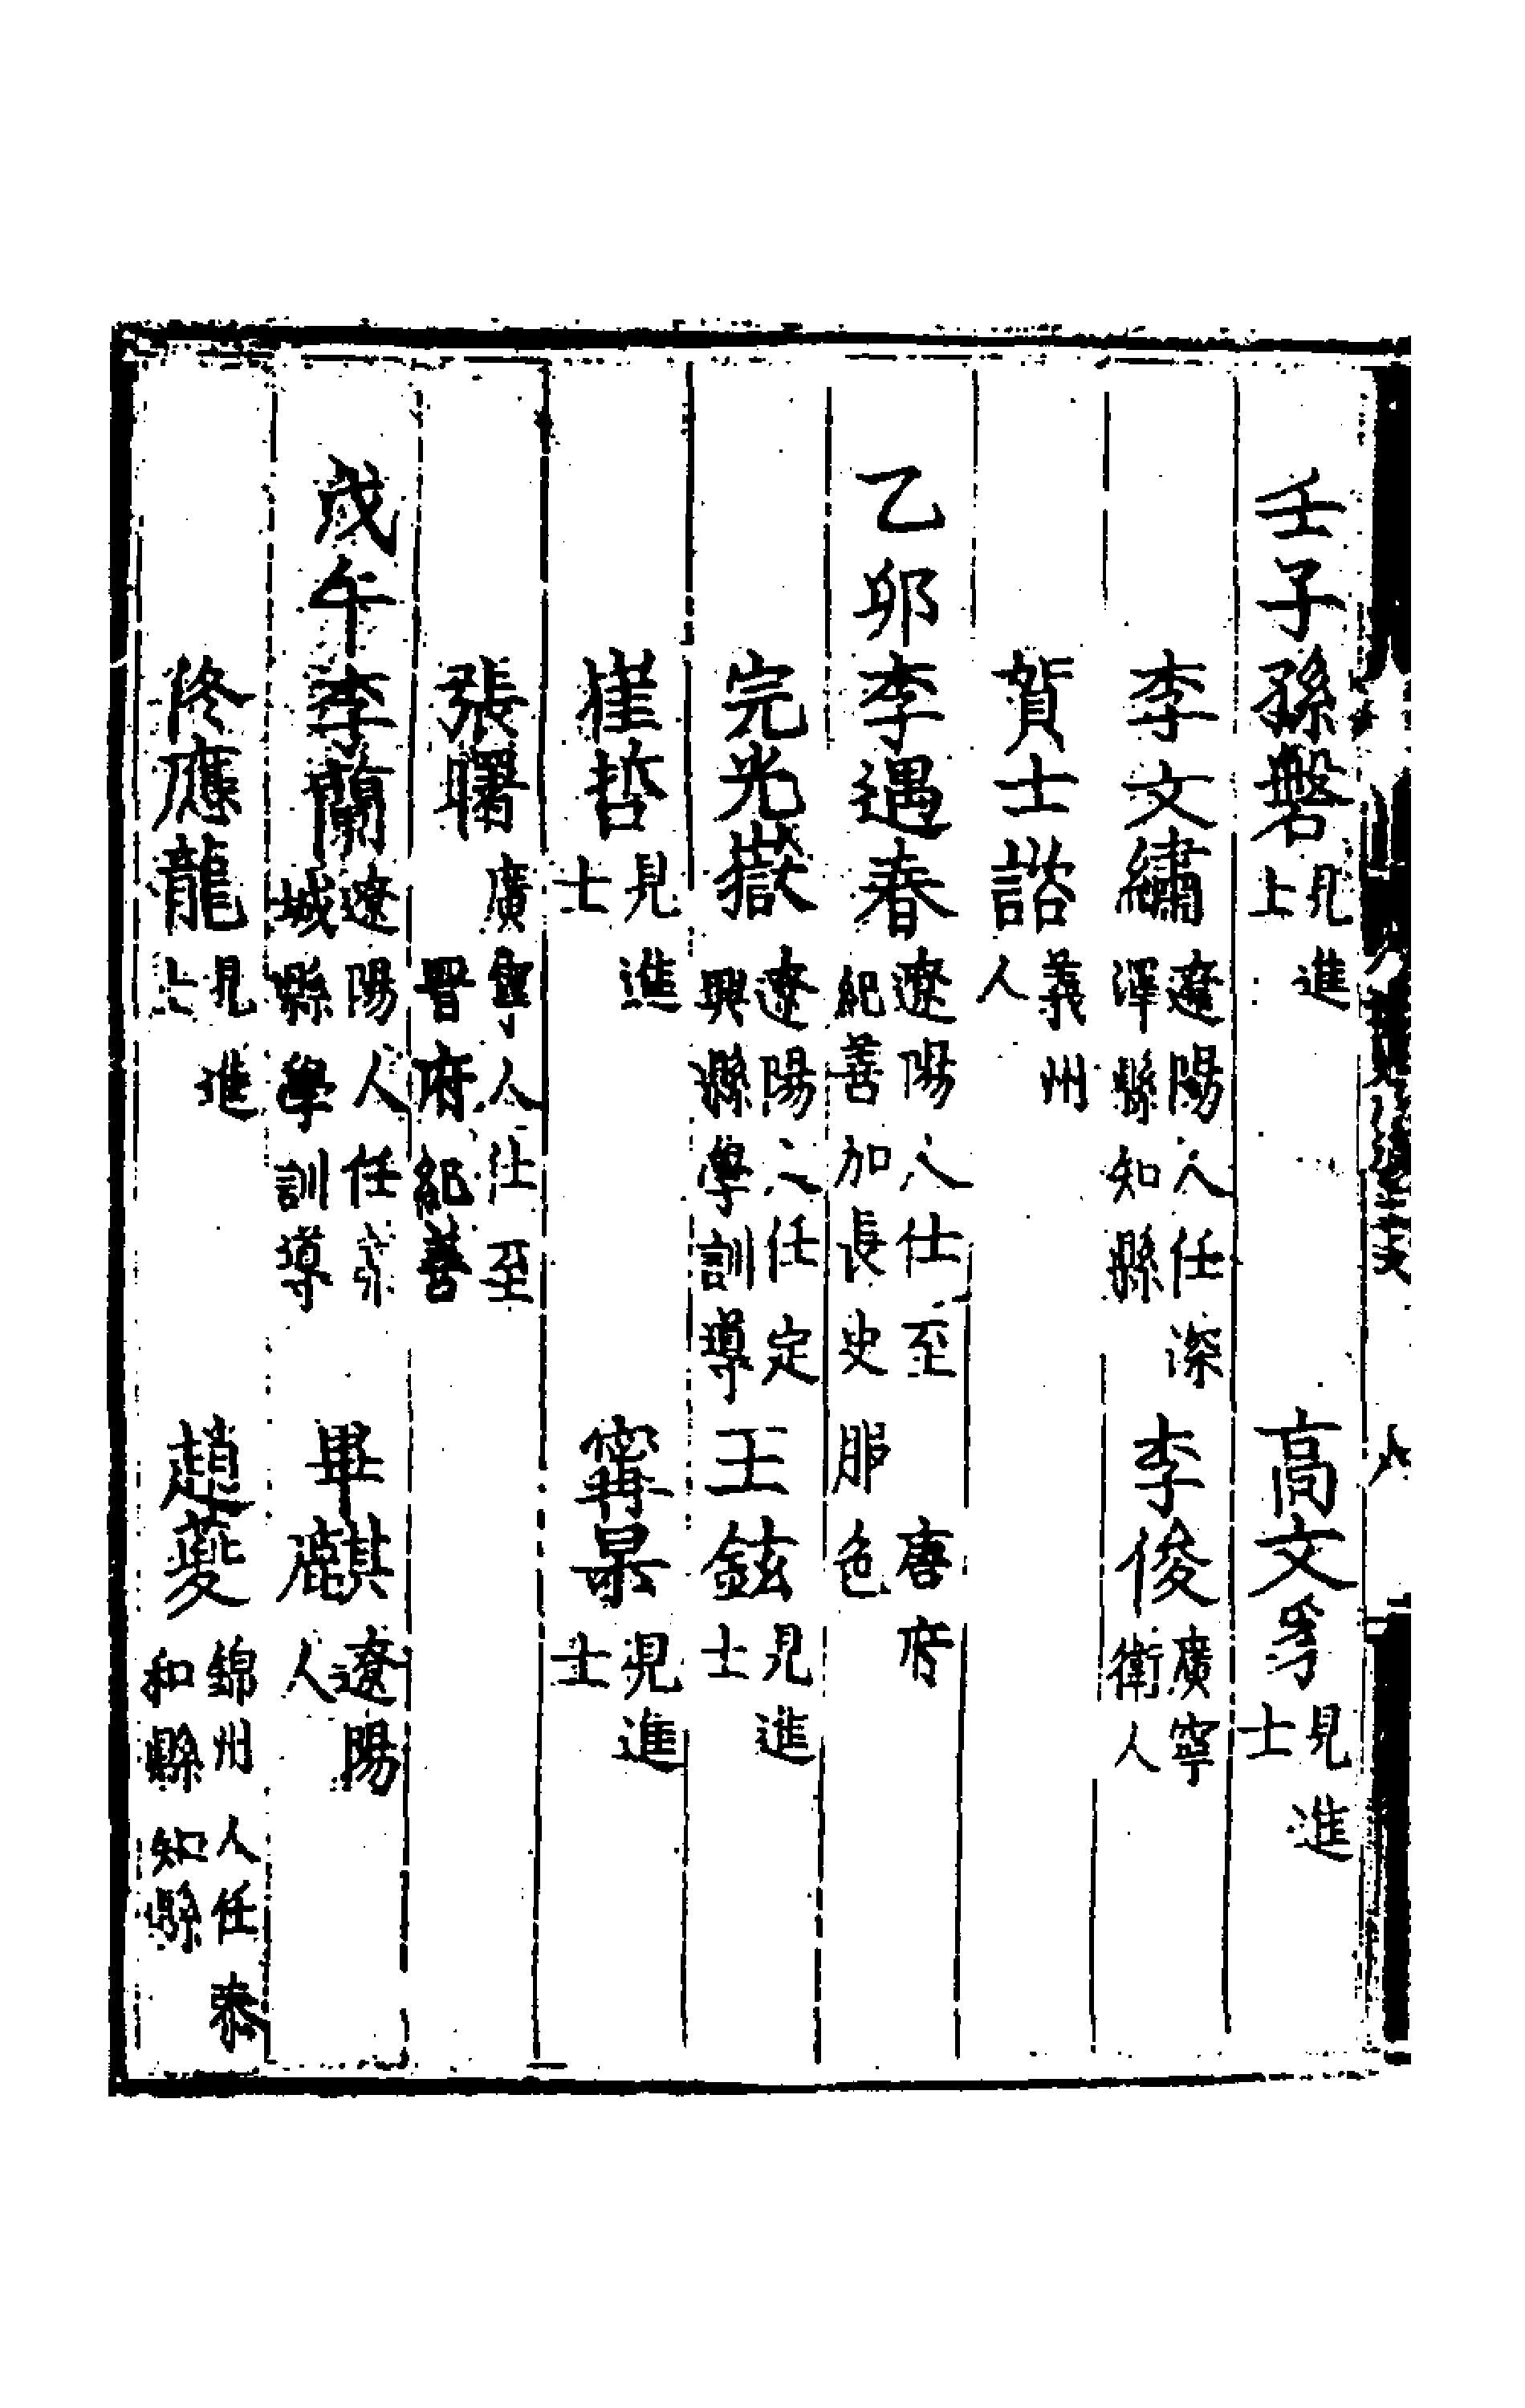 壬子孫磐見進士　高文豸見進士
李文繡遼陽人任深澤縣知縣　李俊廣寧衛人
賀士諮義州人
乙卯李遇春遼陽人仕至唐府紀善加長史服色
完光嶽遼陽人任定興縣學訓導　王鉉見進士
崔哲見進士　寗杲見進士
張曙廣寧人仕至晉府紀善
戊午李蘭遼陽人任城縣學訓導　畢麒遼陽人
佟應龍見進士　趙夔錦州人任泰和縣知縣